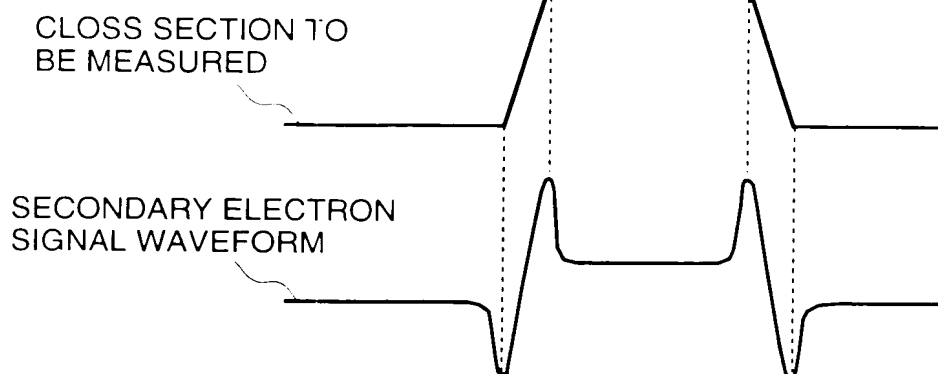 CLOSS SECTION TO
BE MEASURED
SECONDARY ELECTRON
SIGNAL WAVEFORM